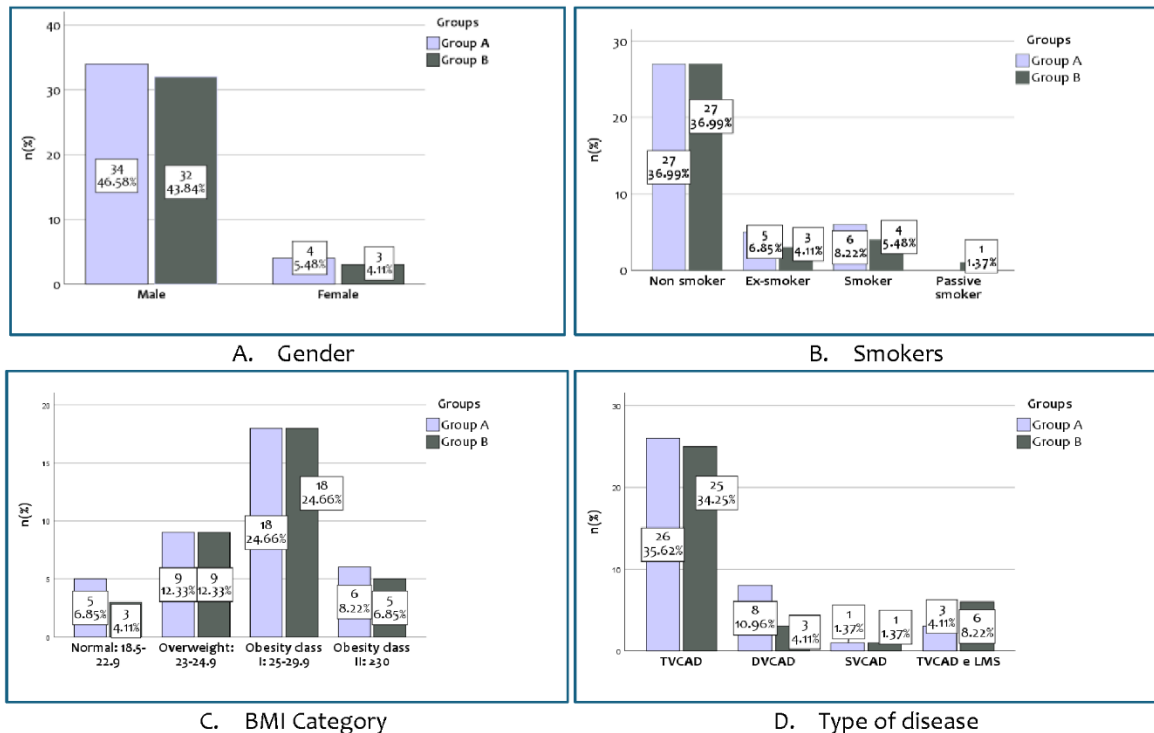 40
30
20
10
0
n(%)
Groups
Group A
Group B
34
46.58%
32
43.84%
4
5.48%
3
4.11%
Male
Female
A. Gender
30
20
10
0
n(%)
Groups
Group A
Group B
27
36.99%
27
36.99%
5
6.85%
3
4.11%
6
8.22%
4
5.48%
1
1.37%
Non smoker
Ex-smoker
Smoker
Passive
smoker
B. Smokers
20
15
10
5
0
n(%)
Groups
Group A
Group B
5
6.85%
3
4.11%
9
12.33%
9
12.33%
18
24.66%
18
24.66%
6
8.22%
5
6.85%
Normal: 18.5-
22.9
Overweight:
23-24.9
Obesity class
I: 25-29.9
Obesity class
II: ≥30
C. BMI Category
30
20
10
0
n(%)
Groups
Group A
Group B
26
35.62%
25
34.25%
8
10.96%
3
4.11%
1
1.37%
1
1.37%
3
4.11%
6
8.22%
TVCAD
DVCAD
SVCAD
TVCAD e LMS
D. Type of disease